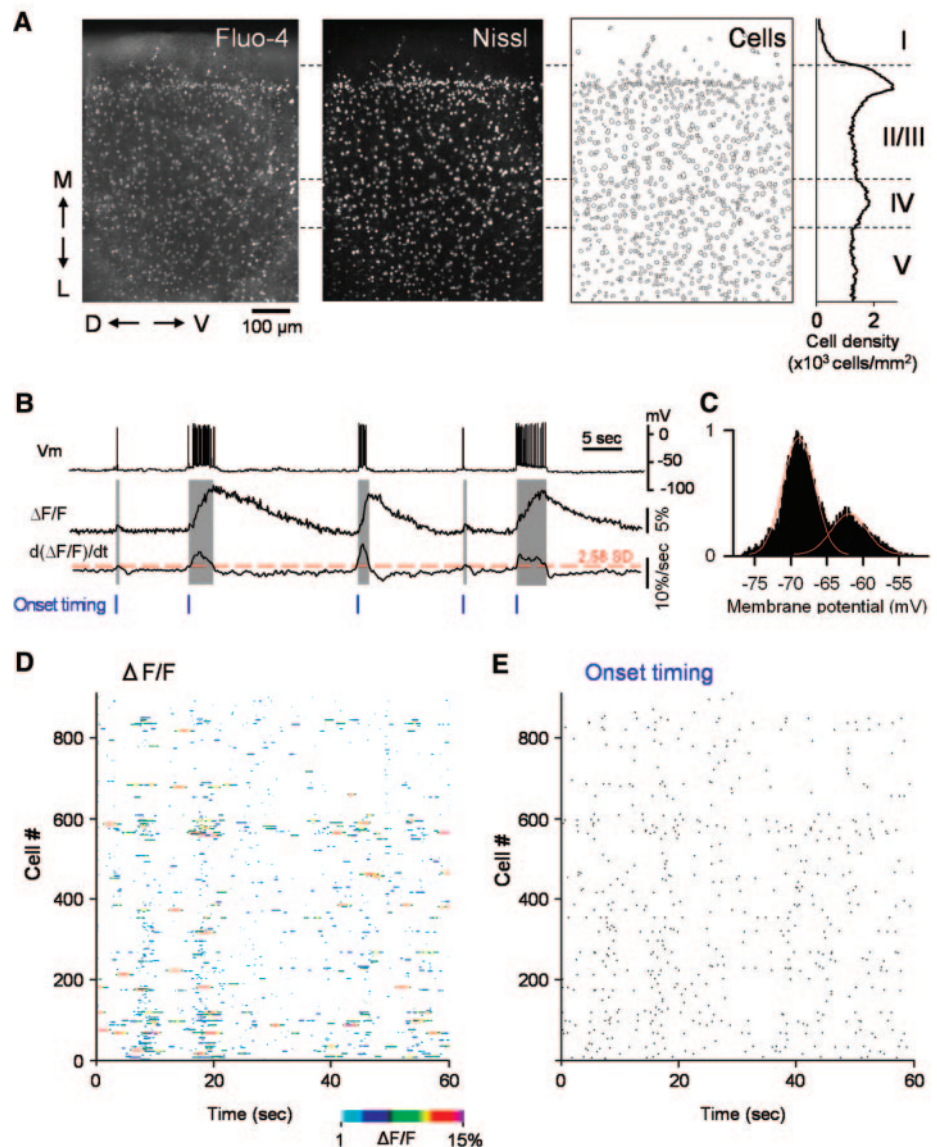 A
Fluo-4
Nissl
Cells
I
II/III
IV
V
M
L
D
V
100 µm
0
2
Cell density
(x10³ cells/mm²)
B
Vm
5 sec
mV
0
-50
-100
ΔF/F
5%
d(ΔF/F)/dt
2.58 SD
10%/sec
Onset timing
C
1
0
-75
-70
-65
-60
-55
Membrane potential (mV)
D
Δ F/F
Cell #
800
600
400
200
0
0
20
40
60
Time (sec)
1
ΔF/F
15%
E
Onset timing
Cell #
800
600
400
200
0
0
20
40
60
Time (sec)